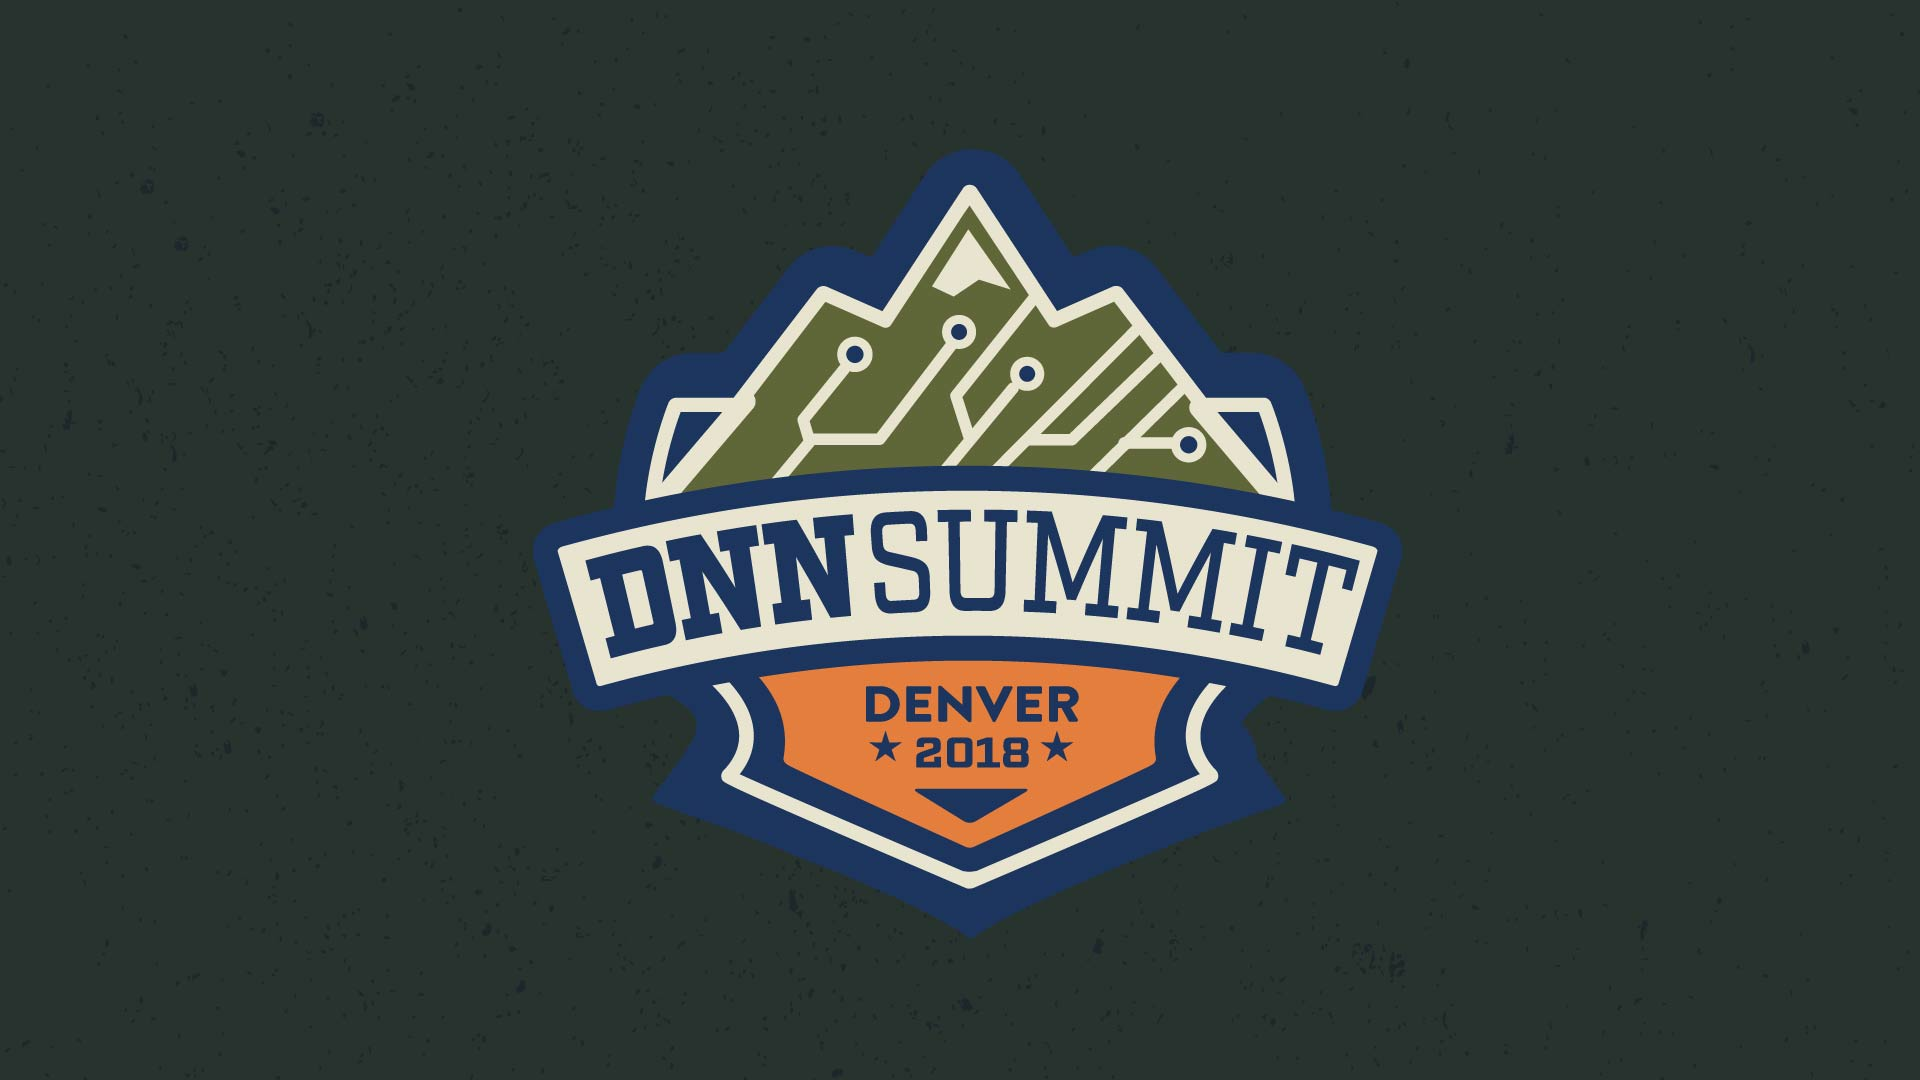 DNNSUMMIT
DENVER
★ 2018 ★